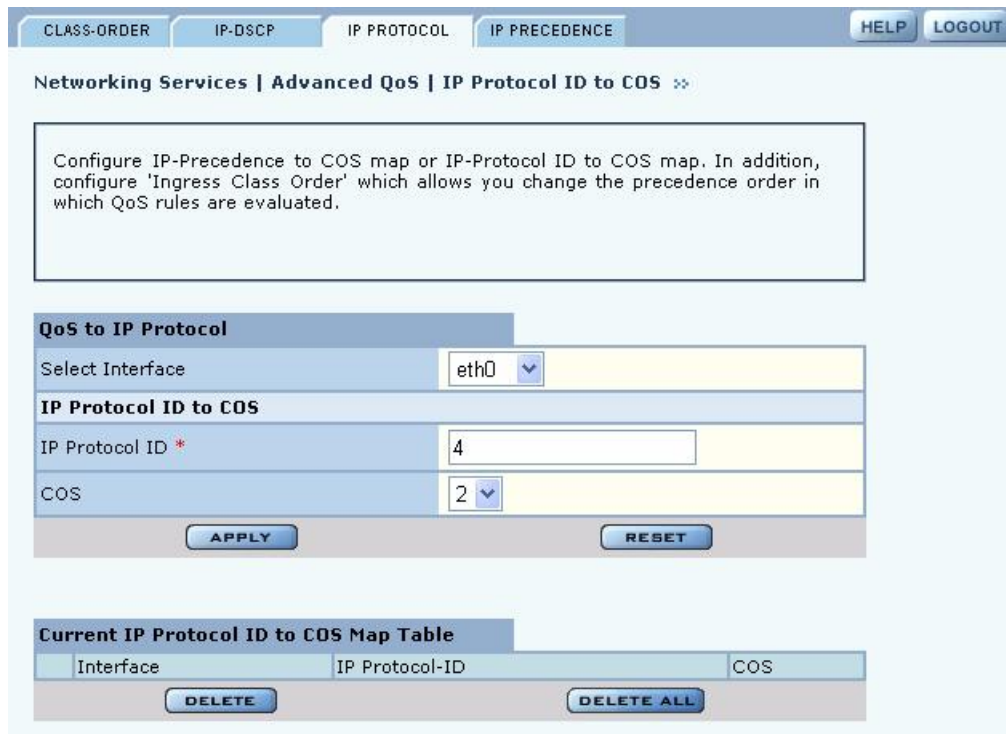 CLASS-ORDER IP-DSCP IP PROTOCOL IP PRECEDENCE HELP LOGOUT
Networking Services | Advanced QoS | IP Protocol ID to COS »
Configure IP-Precedence to COS map or IP-Protocol ID to COS map. In addition,
configure 'Ingress Class Order' which allows you change the precedence order in
which QoS rules are evaluated.
QoS to IP Protocol
Select Interface eth0
IP Protocol ID to COS
IP Protocol ID * 4
COS 2
APPLY RESET
Current IP Protocol ID to COS Map Table
Interface IP Protocol-ID COS
DELETE DELETE ALL